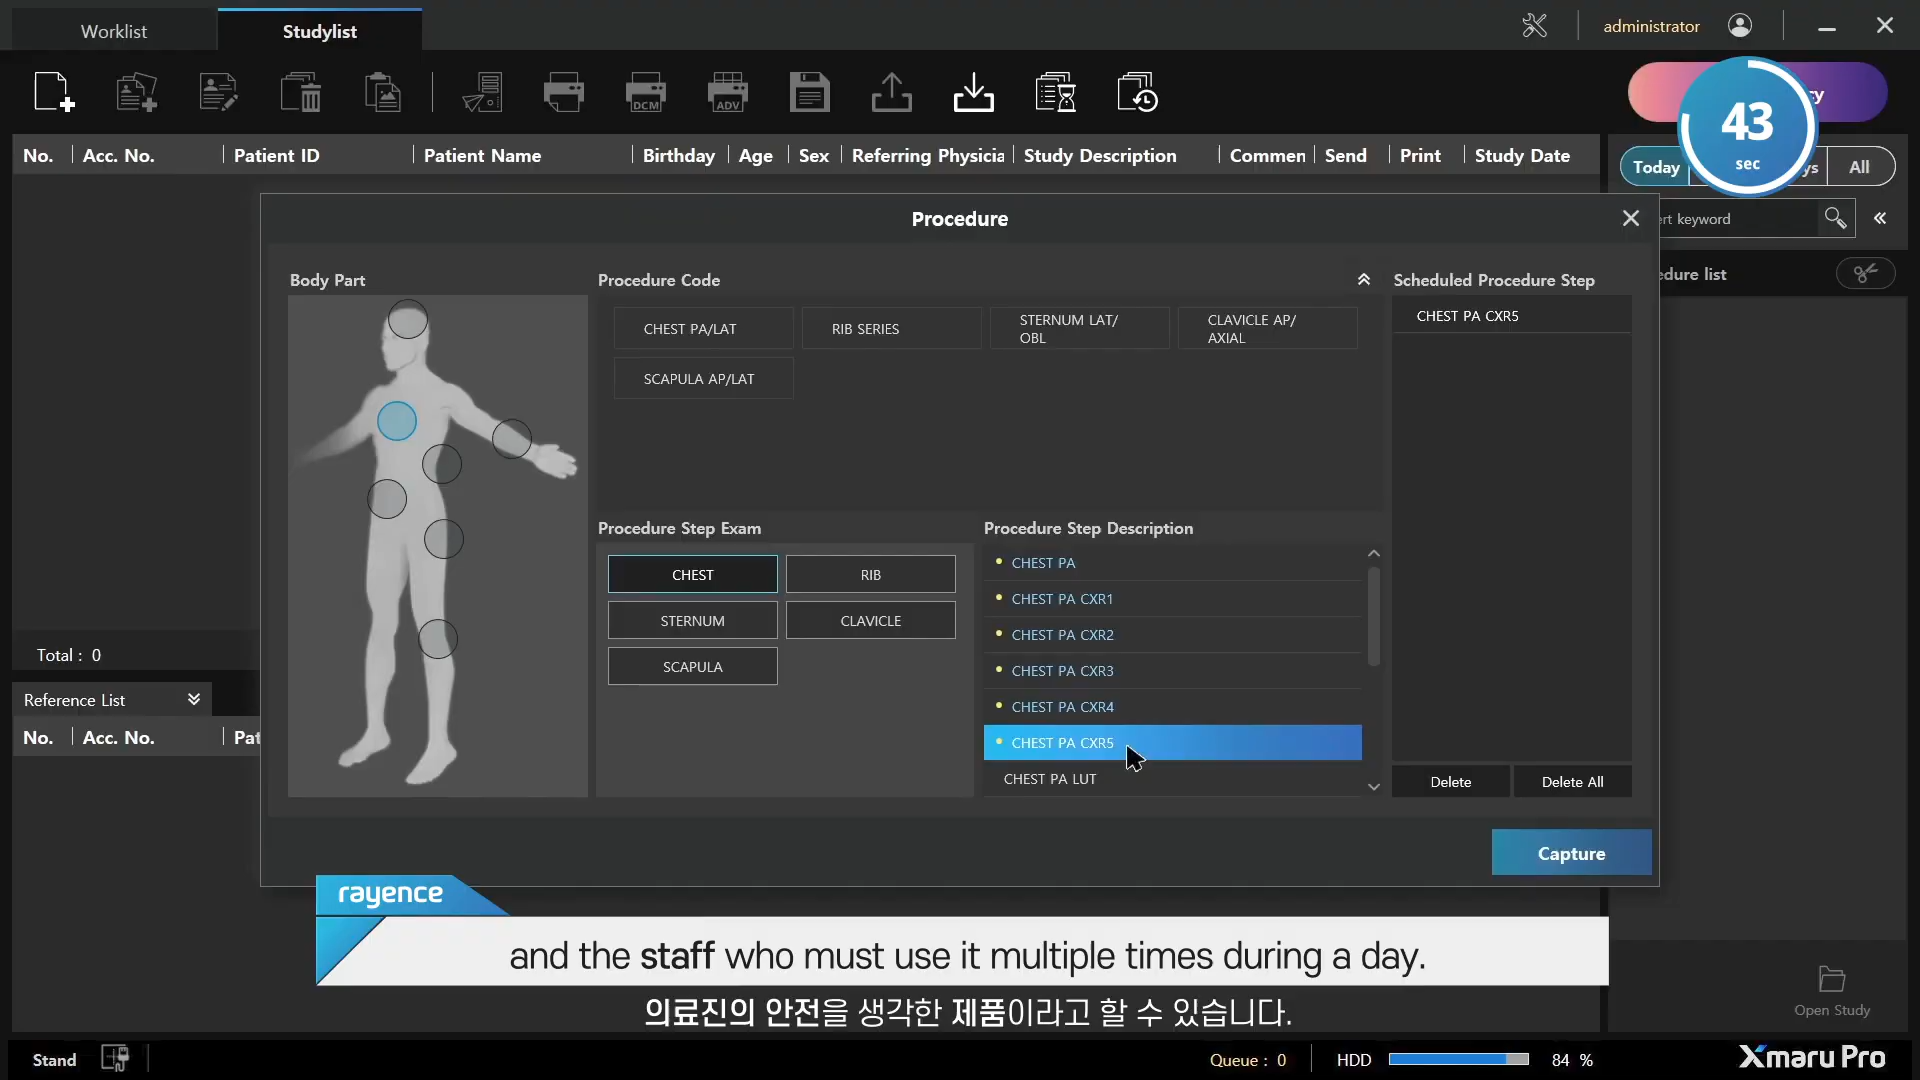 Worklist
Studylist
administrator
DCM
ADV
cy
43
sec
No.
Acc. No.
Patient ID
Patient Name
Birthday
Age
Sex
Referring Physicia
Study Description
Commen
Send
Print
Study Date
Today
ys
All
ert keyword
edure list
Procedure
Body Part
Procedure Code
Scheduled Procedure Step
CHEST PA/LAT
RIB SERIES
STERNUM LAT/
OBL
CLAVICLE AP/
AXIAL
SCAPULA AP/LAT
CHEST PA CXR5
Procedure Step Exam
Procedure Step Description
CHEST
RIB
STERNUM
CLAVICLE
SCAPULA
CHEST PA
CHEST PA CXR1
CHEST PA CXR2
CHEST PA CXR3
CHEST PA CXR4
CHEST PA CXR5
CHEST PA LUT
Delete
Delete All
Capture
Total : 0
Reference List
No.
Acc. No.
Pat
rayence
and the staff who must use it multiple times during a day.
의료진의 안전을 생각한 제품이라고 할 수 있습니다.
Open Study
Stand
Queue : 0
HDD
84 %
Xmaru Pro